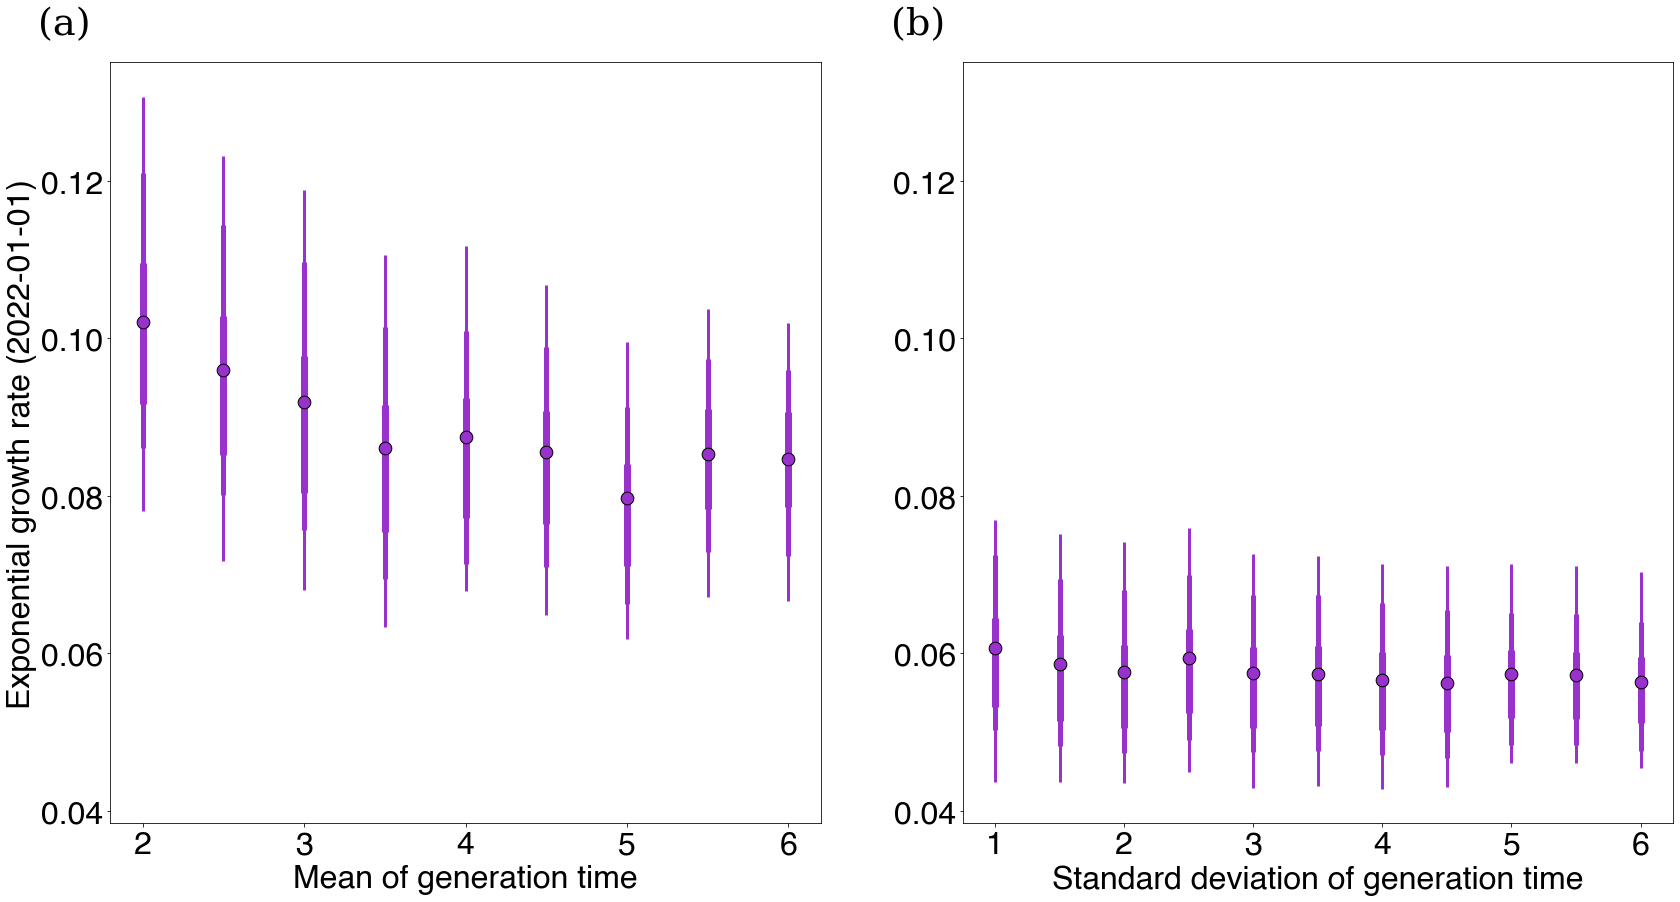 (a)
(b)
Exponential growth rate (2022-01-01)
0.12
0.10
0.08
0.06
0.04
2 3 4 5 6
Mean of generation time
0.12
0.10
0.08
0.06
0.04
1 2 3 4 5 6
Standard deviation of generation time